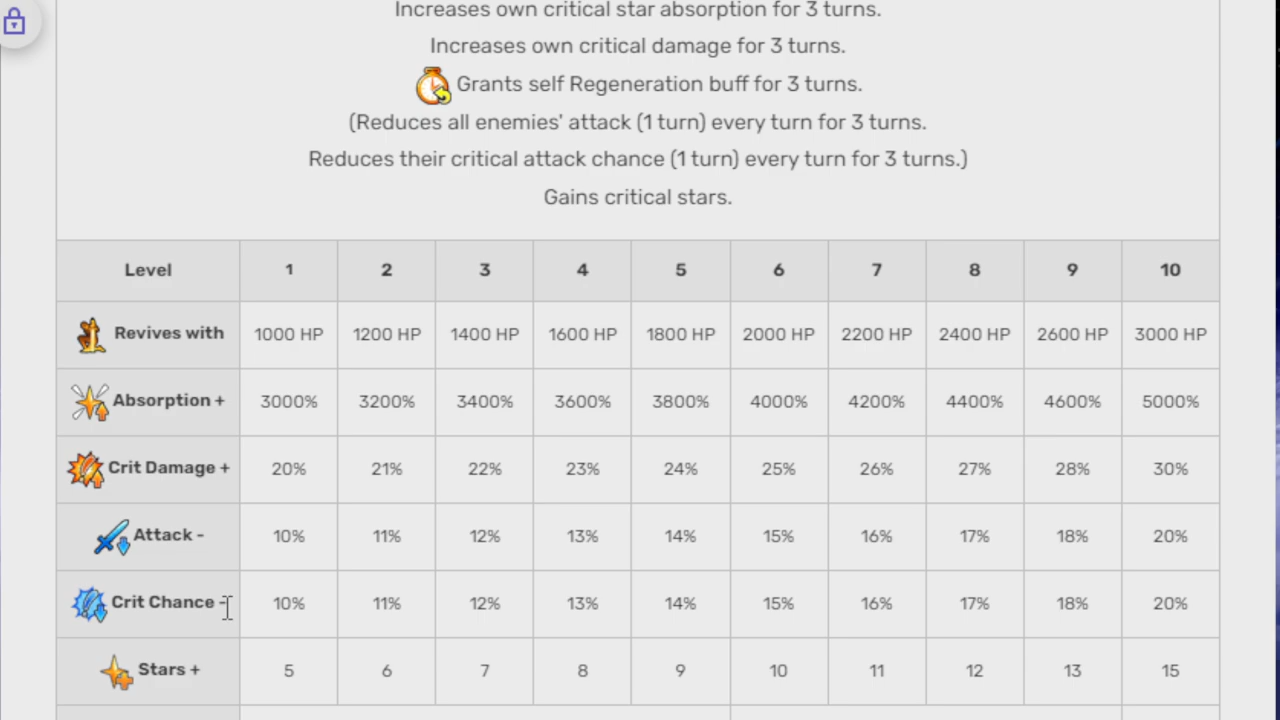 Increases own critical star absorption for 3 turns.
Increases own critical damage for 3 turns.
Grants self Regeneration buff for 3 turns.
(Reduces all enemies' attack (1 turn) every turn for 3 turns.
Reduces their critical attack chance (1 turn) every turn for 3 turns.)
Gains critical stars.
Level 1 2 3 4 5 6 7 8 9 10
Revives with 1000 HP 1200 HP 1400 HP 1600 HP 1800 HP 2000 HP 2200 HP 2400 HP 2600 HP 3000 HP
Absorption + 3000% 3200% 3400% 3600% 3800% 4000% 4200% 4400% 4600% 5000%
Crit Damage + 20% 21% 22% 23% 24% 25% 26% 27% 28% 30%
Attack - 10% 11% 12% 13% 14% 15% 16% 17% 18% 20%
Crit Chance - 10% 11% 12% 13% 14% 15% 16% 17% 18% 20%
Stars + 5 6 7 8 9 10 11 12 13 15